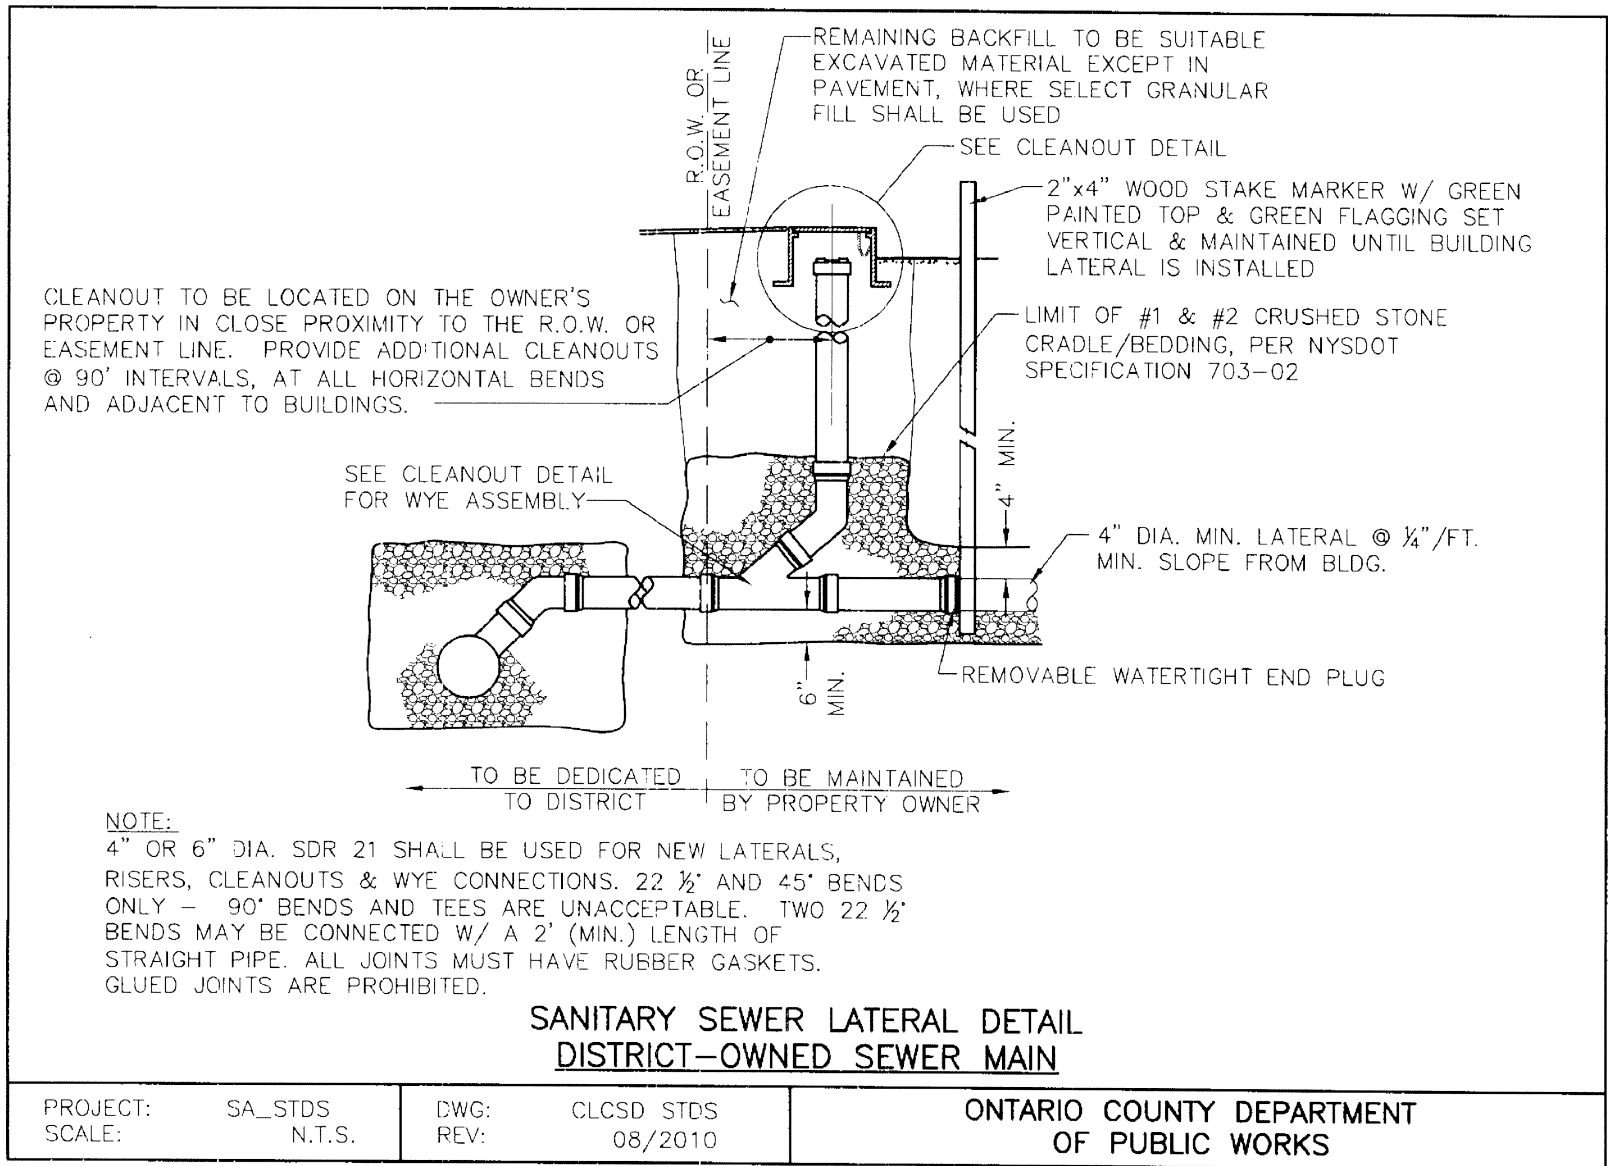 R.O.W. OR
EASEMENT LINE
REMAINING BACKFILL TO BE SUITABLE
EXCAVATED MATERIAL EXCEPT IN
PAVEMENT, WHERE SELECT GRANULAR
FILL SHALL BE USED
SEE CLEANOUT DETAIL
2"x4" WOOD STAKE MARKER W/ GREEN
PAINTED TOP & GREEN FLAGGING SET
VERTICAL & MAINTAINED UNTIL BUILDING
LATERAL IS INSTALLED
CLEANOUT TO BE LOCATED ON THE OWNER'S
PROPERTY IN CLOSE PROXIMITY TO THE R.O.W. OR
EASEMENT LINE. PROVIDE ADDITIONAL CLEANOUTS
@ 90' INTERVALS, AT ALL HORIZONTAL BENDS
AND ADJACENT TO BUILDINGS.
LIMIT OF #1 & #2 CRUSHED STONE
CRADLE/BEDDING, PER NYSDOT
SPECIFICATION 703-02
SEE CLEANOUT DETAIL
FOR WYE ASSEMBLY
4" MIN.
4" DIA. MIN. LATERAL @ ¼"/FT.
MIN. SLOPE FROM BLDG.
REMOVABLE WATERTIGHT END PLUG
6"
MIN.
TO BE DEDICATED
TO DISTRICT
TO BE MAINTAINED
BY PROPERTY OWNER
NOTE:
4" OR 6" DIA. SDR 21 SHALL BE USED FOR NEW LATERALS,
RISERS, CLEANOUTS & WYE CONNECTIONS. 22 ½° AND 45° BENDS
ONLY - 90° BENDS AND TEES ARE UNACCEPTABLE. TWO 22 ½°
BENDS MAY BE CONNECTED W/ A 2' (MIN.) LENGTH OF
STRAIGHT PIPE. ALL JOINTS MUST HAVE RUBBER GASKETS.
GLUED JOINTS ARE PROHIBITED.
SANITARY SEWER LATERAL DETAIL
DISTRICT-OWNED SEWER MAIN
PROJECT: SA_STDS
SCALE: N.T.S.
DWG: CLCSD STDS
REV: 08/2010
ONTARIO COUNTY DEPARTMENT
OF PUBLIC WORKS